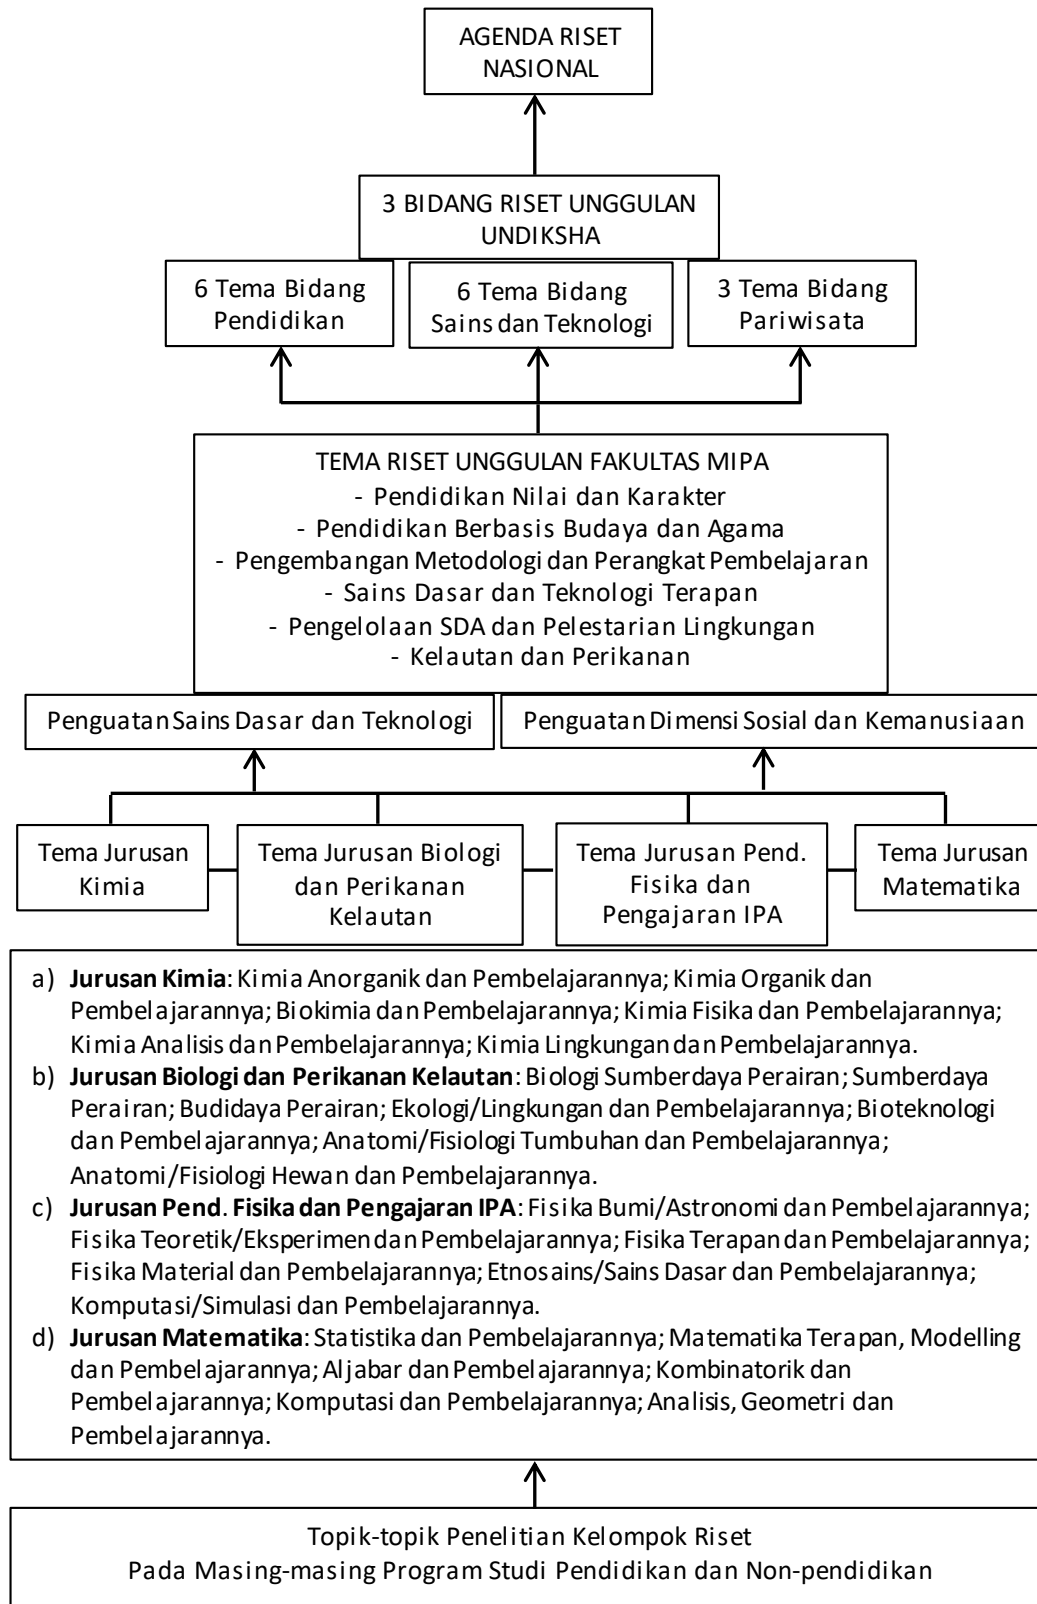 AGENDA RISET
NASIONAL
3 BIDANG RISET UNGGULAN
UNDIKSHA
6 Tema Bidang
Pendidikan
6 Tema Bidang
Sains dan Teknologi
3 Tema Bidang
Pariwisata
TEMA RISET UNGGULAN FAKULTAS MIPA
- Pendidikan Nilai dan Karakter
- Pendidikan Berbasis Budaya dan Agama
- Pengembangan Metodologi dan Perangkat Pembelajaran
- Sains Dasar dan Teknologi Terapan
- Pengelolaan SDA dan Pelestarian Lingkungan
- Kelautan dan Perikanan
Penguatan Sains Dasar dan Teknologi
Penguatan Dimensi Sosial dan Kemanusiaan
Tema Jurusan
Kimia
Tema Jurusan Biologi
dan Perikanan
Kelautan
Tema Jurusan Pend.
Fisika dan
Pengajaran IPA
Tema Jurusan
Matematika
a) Jurusan Kimia: Kimia Anorganik dan Pembelajarannya; Kimia Organik dan
Pembelajarannya; Biokimia dan Pembelajarannya; Kimia Fisika dan Pembelajarannya;
Kimia Analisis dan Pembelajarannya; Kimia Lingkungan dan Pembelajarannya.
b) Jurusan Biologi dan Perikanan Kelautan: Biologi Sumberdaya Perairan; Sumberdaya
Perairan; Budidaya Perairan; Ekologi/Lingkungan dan Pembelajarannya; Bioteknologi
dan Pembelajarannya; Anatomi/Fisiologi Tumbuhan dan Pembelajarannya;
Anatomi/Fisiologi Hewan dan Pembelajarannya.
c) Jurusan Pend. Fisika dan Pengajaran IPA: Fisika Bumi/Astronomi dan Pembelajarannya;
Fisika Teoretik/Eksperimen dan Pembelajarannya; Fisika Terapan dan Pembelajarannya;
Fisika Material dan Pembelajarannya; Etnosains/Sains Dasar dan Pembelajarannya;
Komputasi/Simulasi dan Pembelajarannya.
d) Jurusan Matematika: Statistika dan Pembelajarannya; Matematika Terapan, Modelling
dan Pembelajarannya; Aljabar dan Pembelajarannya; Kombinatorik dan
Pembelajarannya; Komputasi dan Pembelajarannya; Analisis, Geometri dan
Pembelajarannya.
Topik-topik Penelitian Kelompok Riset
Pada Masing-masing Program Studi Pendidikan dan Non-pendidikan